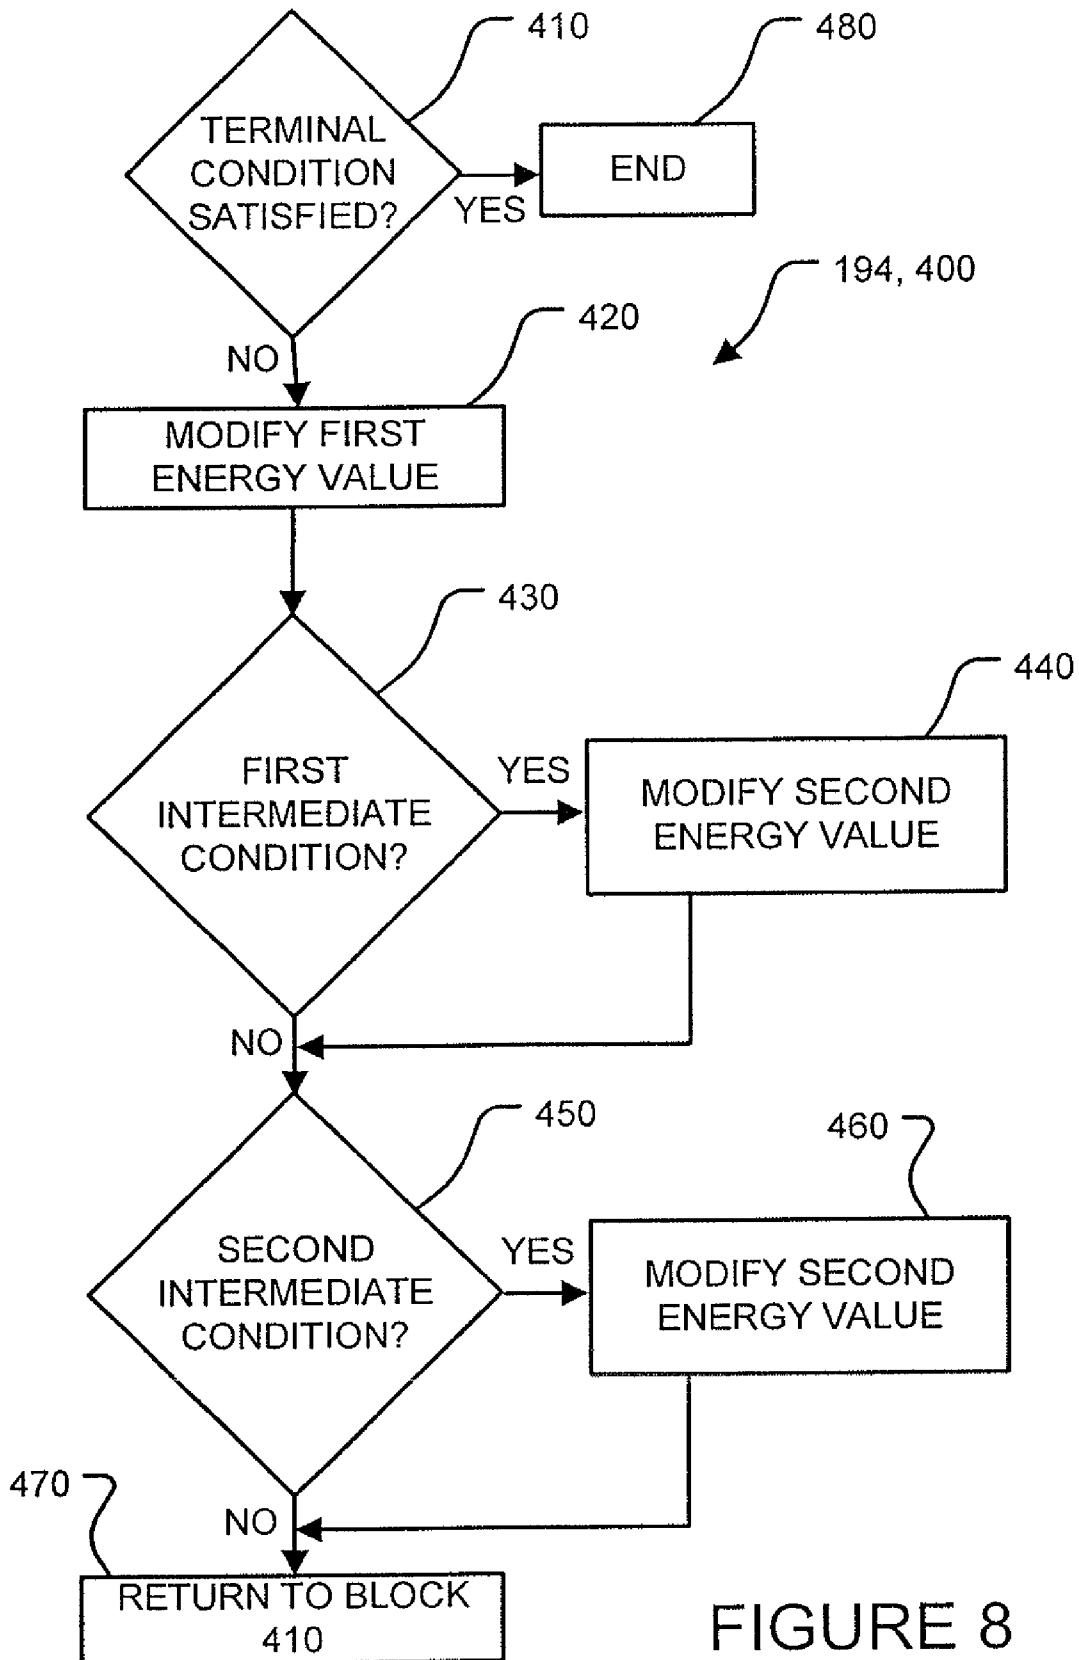 410
480
TERMINAL
CONDITION
SATISFIED?
YES
END
194, 400
NO
420
MODIFY FIRST
ENERGY VALUE
430
440
FIRST
INTERMEDIATE
CONDITION?
YES
MODIFY SECOND
ENERGY VALUE
NO
450
460
SECOND
INTERMEDIATE
CONDITION?
YES
MODIFY SECOND
ENERGY VALUE
470
NO
RETURN TO BLOCK
410
FIGURE 8